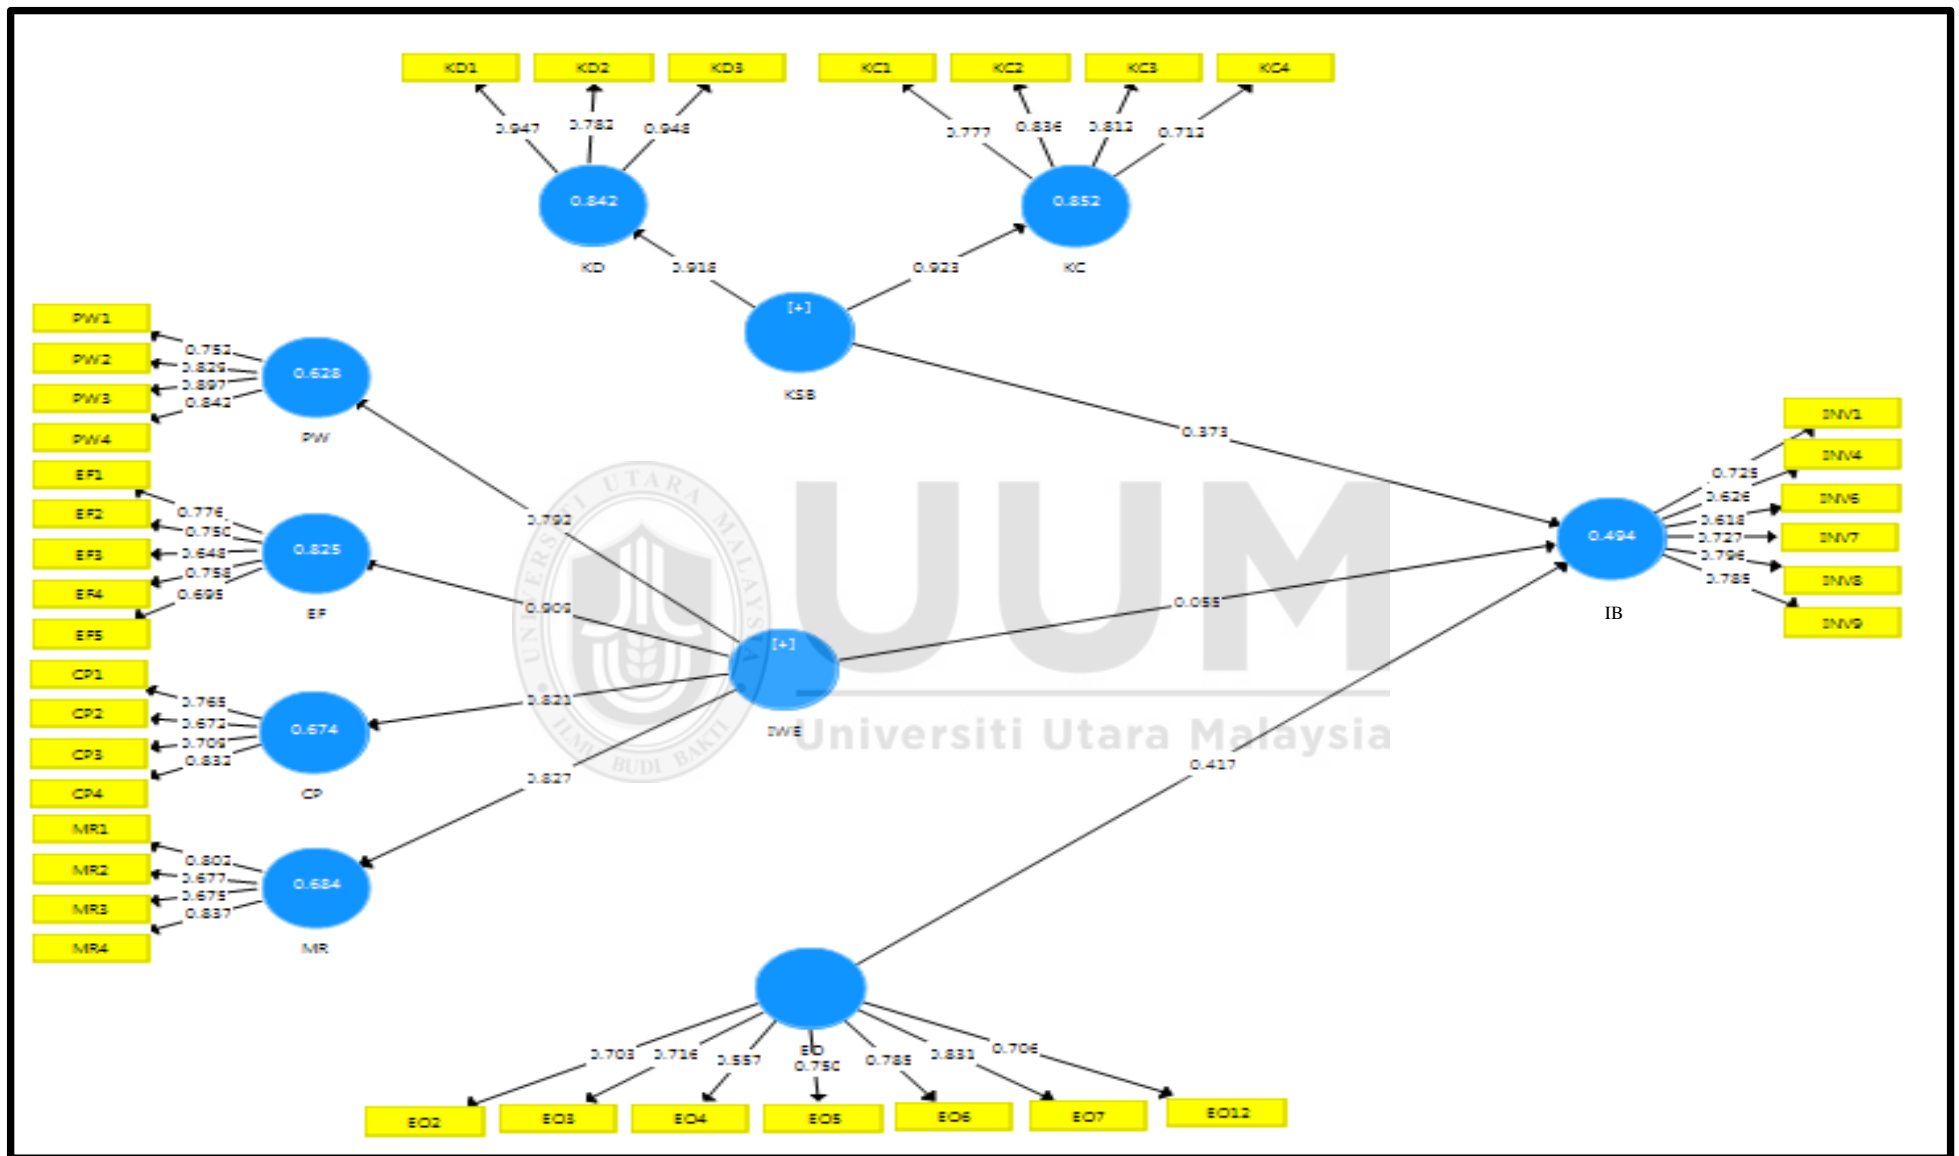 KD1 KD2 KD3 KC1 KC2 KC3 KC4
0.947 0.782 0.948 0.777 0.836 0.812 0.712
0.842 0.852
KD KC
0.918 0.923
[+]
KSB
PW1
PW2
PW3
PW4
0.752
0.829
0.897
0.842
0.628
PW
EF1
EF2
EF3
EF4
EF5
0.776
0.750
0.648
0.758
0.695
0.825
EF
CP1
CP2
CP3
CP4
0.765
0.672
0.709
0.832
0.674
CP
MR1
MR2
MR3
MR4
0.802
0.677
0.675
0.837
0.684
MR
0.792
0.909
0.821
0.827
[+]
IWE
0.373
0.055
0.417
0.494
IB
0.725
0.626
0.618
0.727
0.796
0.785
INV1
INV4
INV6
INV7
INV8
INV9
UNIVERSITI UTARA MALAYSIA
ILMU BUDI BAKTI
UUM
Universiti Utara Malaysia
EO
0.703 0.716 0.557 0.750 0.785 0.831 0.706
EO2 EO3 EO4 EO5 EO6 EO7 EO12